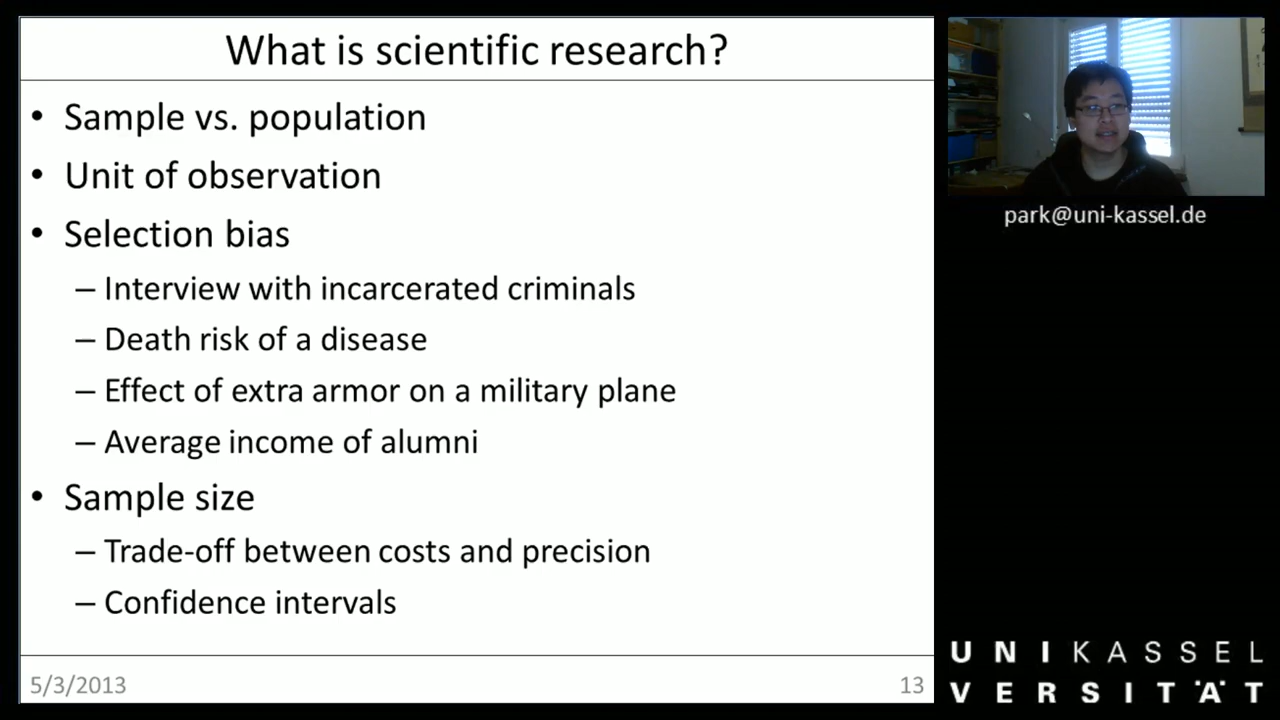 What is scientific research?
• Sample vs. population
• Unit of observation
• Selection bias
– Interview with incarcerated criminals
– Death risk of a disease
– Effect of extra armor on a military plane
– Average income of alumni
• Sample size
– Trade-off between costs and precision
– Confidence intervals
5/3/2013
13
park@uni-kassel.de
UNIKASSEL
VERSITÄT